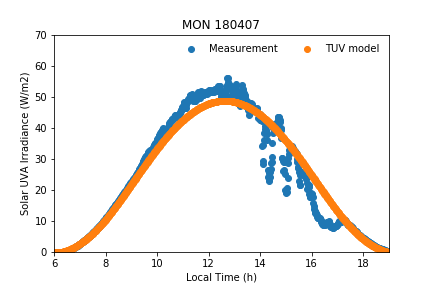 MON 180407
Measurement TUV model
Solar UVA Irradiance (W/m2)
70
60
50
40
30
20
10
0
6 8 10 12 14 16 18
Local Time (h)